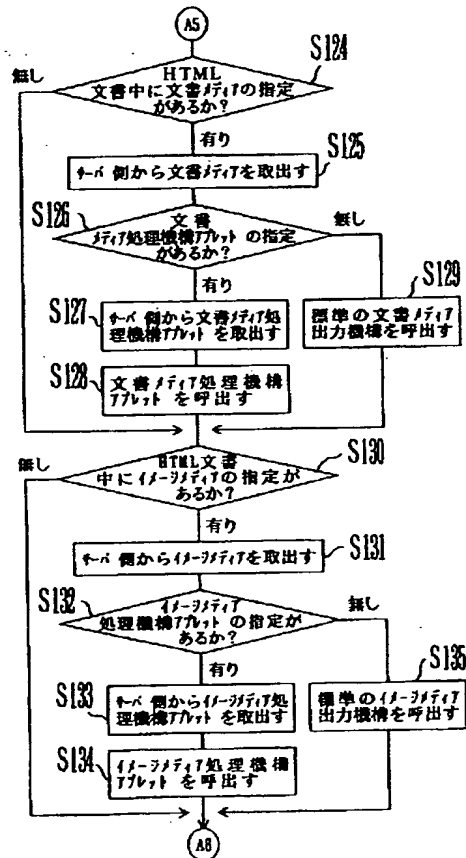 A5
S124
無し
HTML
文書中に文書メディアの指定
があるか?
有り
S125
サーバ 側から文書メディアを取出す
S126
文書
メディア処理機構アプレット の指定
があるか?
無し
有り
S129
S127
サーバ 側から文書メディア処
理機構アプレット を取出す
標準の文書メディア
出力機構を呼出す
S128
文書メディア処理機構
アプレット を呼出す
S130
無し
HTML文書
中にイメージメディアの指定が
あるか?
有り
S131
サーバ 側からイメージメディアを取出す
S132
イメージメディア
処理機構アプレット の指定が
あるか?
無し
有り
S135
S133
サーバ 側からイメージメディア処
理機構アプレット を取出す
標準のイメージメディア
出力機構を呼出す
S134
イメージメディア処理機構
アプレット を呼出す
A8